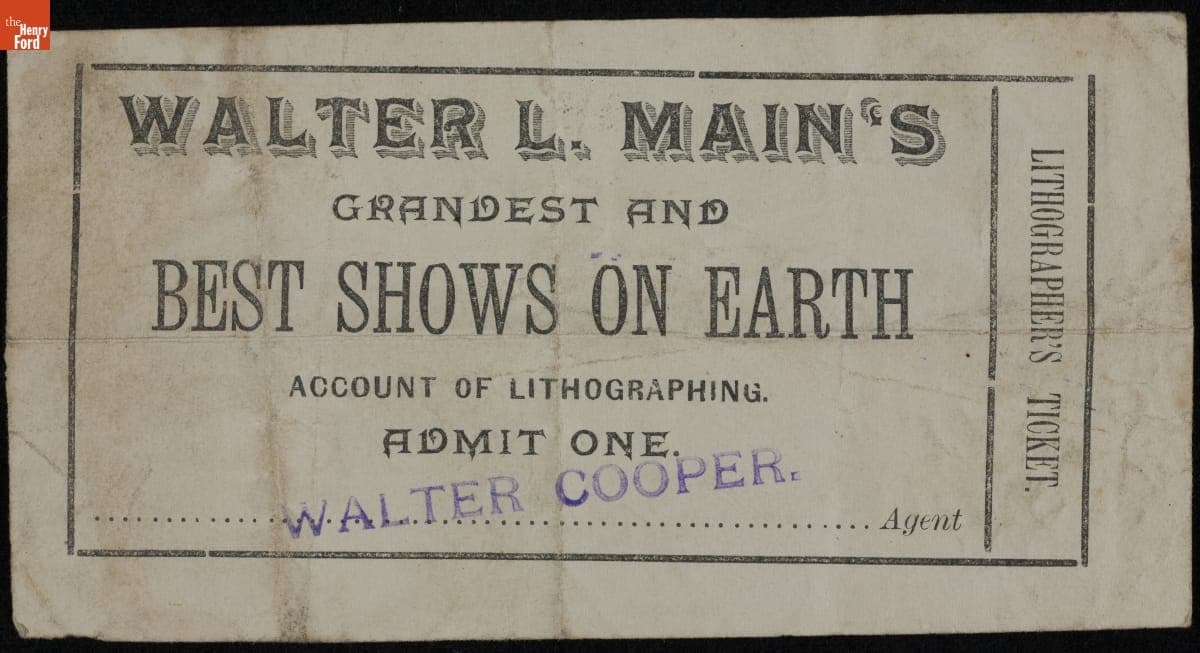 the
Henry
Ford
WALTER L. MAIN'S
GRANDEST AND
BEST SHOWS ON EARTH
ACCOUNT OF LITHOGRAPHING.
ADMIT ONE.
WALTER COOPER.
Agent
LITHOGRAPHER'S TICKET.